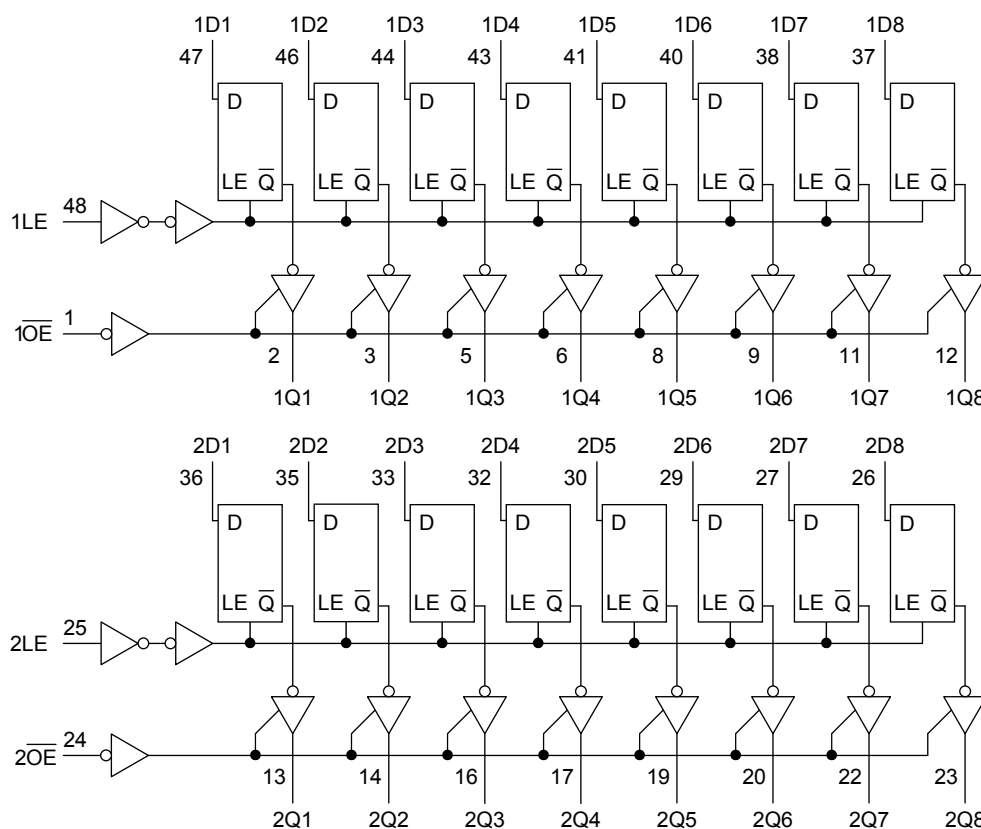 1D1 1D2 1D3 1D4 1D5 1D6 1D7 1D8
47 46 44 43 41 40 38 37
D D D D D D D D
LE Q̅ LE Q̅ LE Q̅ LE Q̅ LE Q̅ LE Q̅ LE Q̅ LE Q̅
1LE 48
1O̅E̅ 1
2 3 5 6 8 9 11 12
1Q1 1Q2 1Q3 1Q4 1Q5 1Q6 1Q7 1Q8
2D1 2D2 2D3 2D4 2D5 2D6 2D7 2D8
36 35 33 32 30 29 27 26
D D D D D D D D
LE Q̅ LE Q̅ LE Q̅ LE Q̅ LE Q̅ LE Q̅ LE Q̅ LE Q̅
2LE 25
2O̅E̅ 24
13 14 16 17 19 20 22 23
2Q1 2Q2 2Q3 2Q4 2Q5 2Q6 2Q7 2Q8